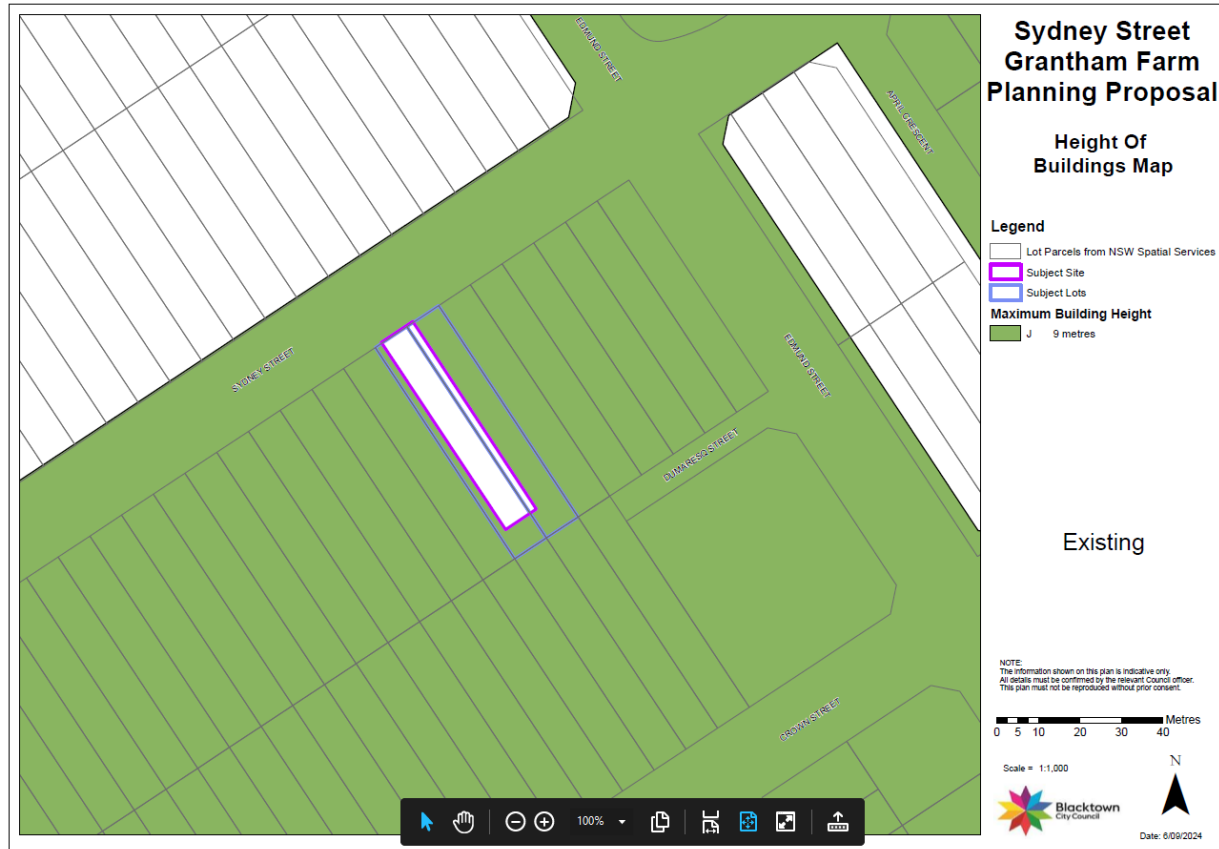 Sydney Street
Grantham Farm
Planning Proposal
Height Of
Buildings Map
Legend
Lot Parcels from NSW Spatial Services
Subject Site
Subject Lots
Maximum Building Height
J 9 metres
EDMUND STREET
APRIL CRESCENT
SYDNEY STREET
EDMUND STREET
DUMARESQ STREET
CROWN STREET
Existing
NOTE:
The information shown on this plan is indicative only.
All details must be confirmed by the relevant Council officer.
This plan must not be reproduced without prior consent.
Metres
0 5 10 20 30 40
Scale = 1:1,000
N
Blacktown
City Council
Date: 6/09/2024
100%